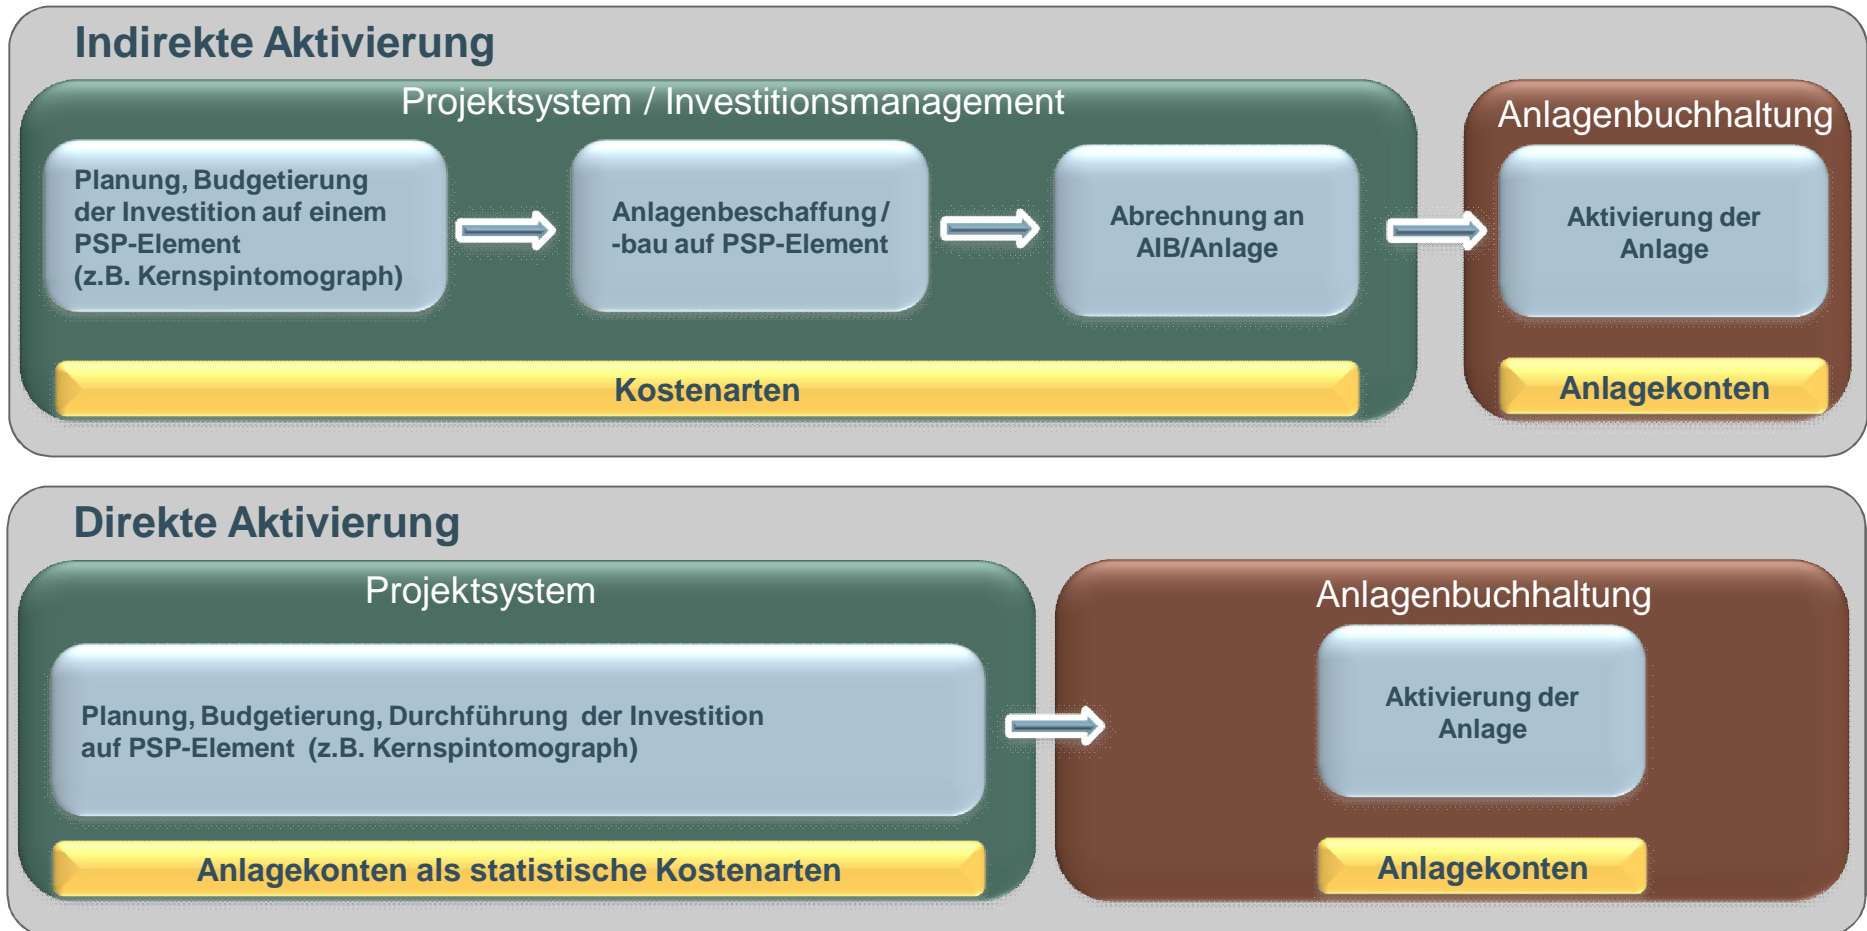 Indirekte Aktivierung
Projektsystem / Investitionsmanagement
Planung, Budgetierung
der Investition auf einem
PSP-Element
(z.B. Kernspintomograph)
Anlagenbeschaffung /
-bau auf PSP-Element
Abrechnung an
AIB/Anlage
Kostenarten
Anlagenbuchhaltung
Aktivierung der
Anlage
Anlagekonten
Direkte Aktivierung
Projektsystem
Planung, Budgetierung, Durchführung der Investition
auf PSP-Element (z.B. Kernspintomograph)
Anlagekonten als statistische Kostenarten
Anlagenbuchhaltung
Aktivierung der
Anlage
Anlagekonten